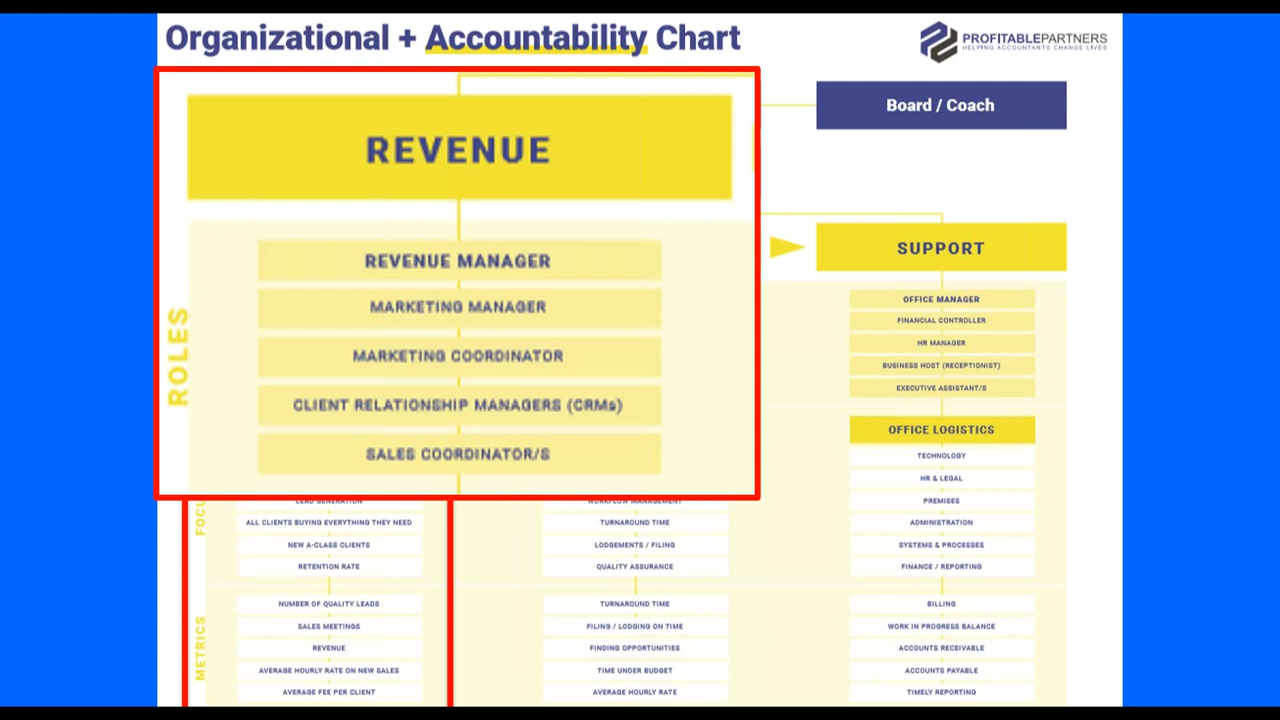 Organizational + Accountability Chart
PROFITABLEPARTNERS
HELPING ACCOUNTANTS CHANGE LIVES
Board / Coach
REVENUE
ROLES
REVENUE MANAGER
MARKETING MANAGER
MARKETING COORDINATOR
CLIENT RELATIONSHIP MANAGERS (CRMs)
SALES COORDINATOR/S
SUPPORT
OFFICE MANAGER
FINANCIAL CONTROLLER
HR MANAGER
BUSINESS HOST (RECEPTIONIST)
EXECUTIVE ASSISTANT/S
OFFICE LOGISTICS
TECHNOLOGY
HR & LEGAL
PREMISES
ADMINISTRATION
SYSTEMS & PROCESSES
FINANCE / REPORTING
FOCU
LEAD GENERATION
ALL CLIENTS BUYING EVERYTHING THEY NEED
NEW A-CLASS CLIENTS
RETENTION RATE
WORKFLOW MANAGEMENT
TURNAROUND TIME
LODGEMENTS / FILING
QUALITY ASSURANCE
METRICS
NUMBER OF QUALITY LEADS
SALES MEETINGS
REVENUE
AVERAGE HOURLY RATE ON NEW SALES
AVERAGE FEE PER CLIENT
TURNAROUND TIME
FILING / LODGING ON TIME
FINDING OPPORTUNITIES
TIME UNDER BUDGET
AVERAGE HOURLY RATE
BILLING
WORK IN PROGRESS BALANCE
ACCOUNTS RECEIVABLE
ACCOUNTS PAYABLE
TIMELY REPORTING